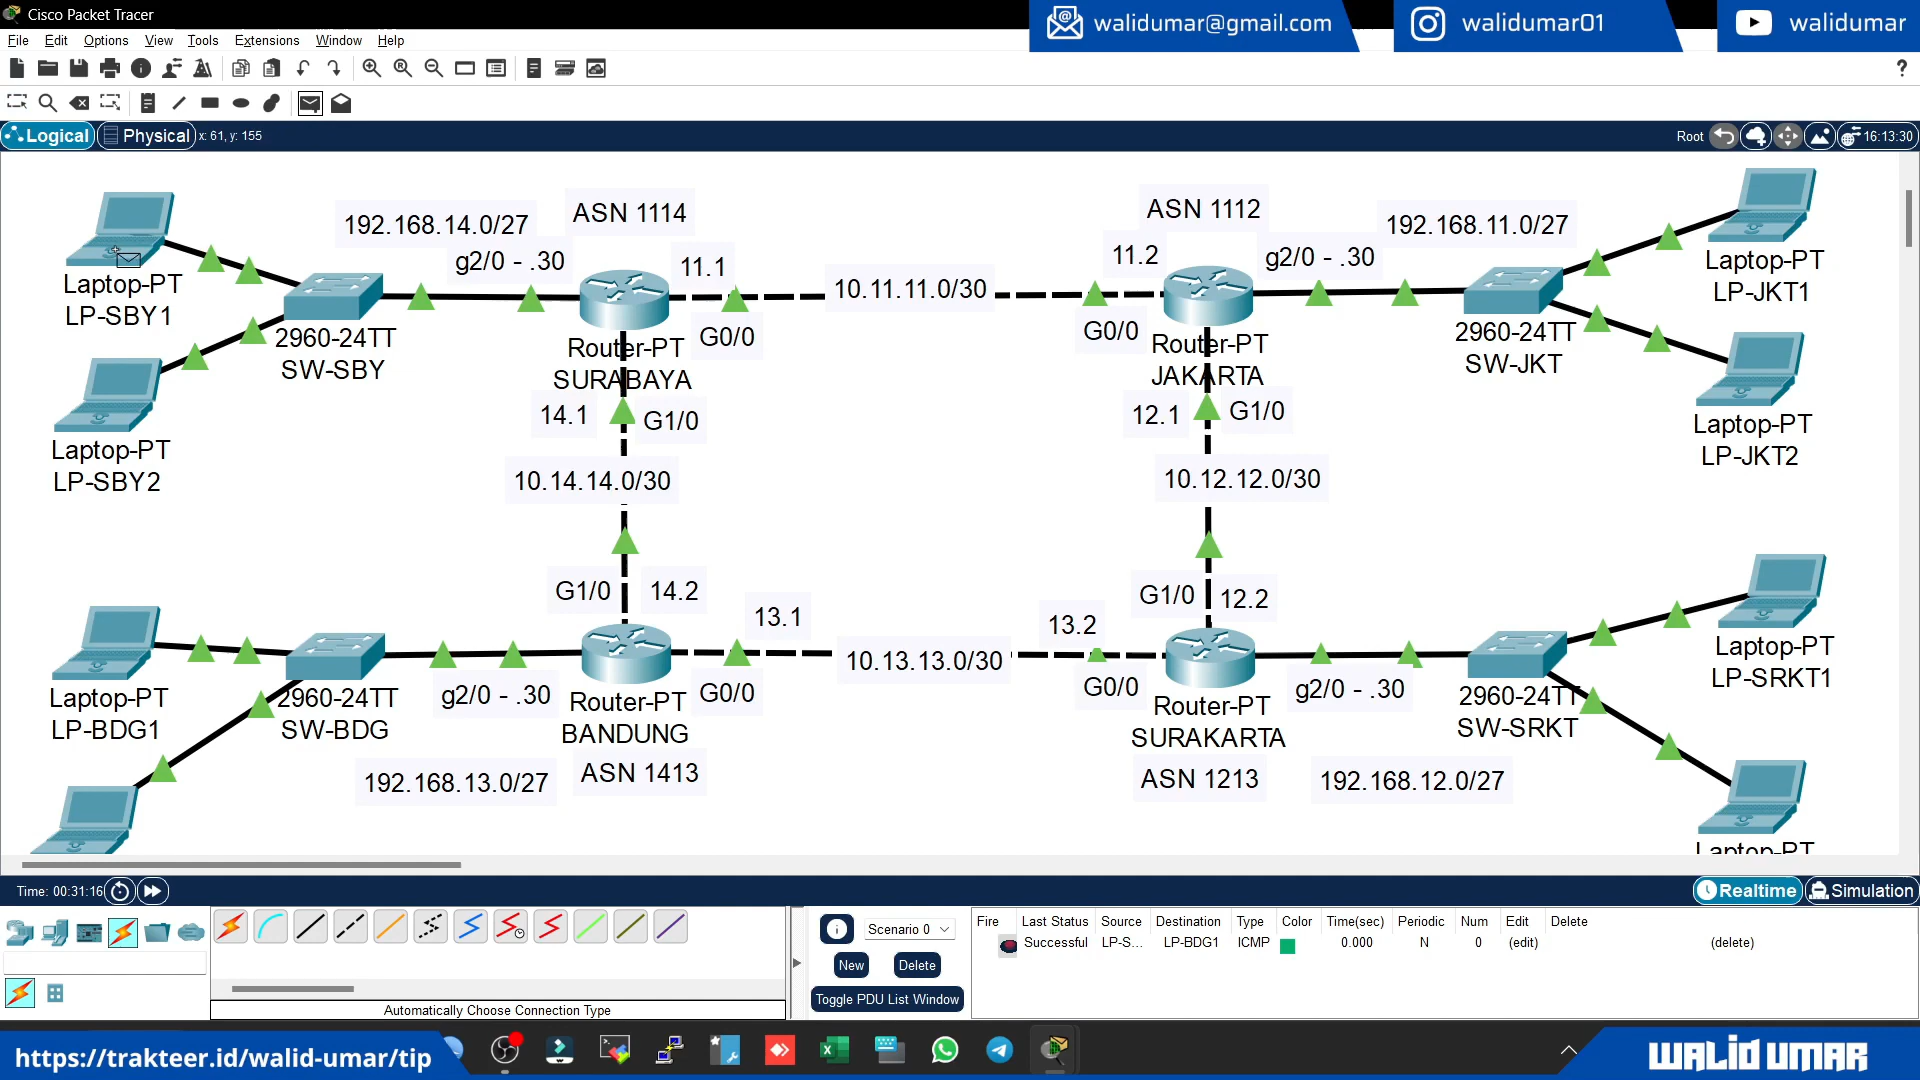 Cisco Packet Tracer
walidumar@gmail.com
walidumar01
walidumar
File Edit Options View Tools Extensions Window Help
?
Logical Physical x: 61, y: 155
Root 16:13:30
192.168.14.0/27
ASN 1114
ASN 1112
192.168.11.0/27
g2/0 - .30
11.1
11.2
g2/0 - .30
Laptop-PT
LP-SBY1
10.11.11.0/30
Laptop-PT
LP-JKT1
2960-24TT
SW-SBY
Router-PT
SURABAYA
G0/0
G0/0
Router-PT
JAKARTA
2960-24TT
SW-JKT
14.1
G1/0
12.1
G1/0
Laptop-PT
LP-SBY2
Laptop-PT
LP-JKT2
10.14.14.0/30
10.12.12.0/30
G1/0
14.2
13.1
13.2
G1/0
12.2
Laptop-PT
LP-BDG1
2960-24TT
SW-BDG
g2/0 - .30
Router-PT
BANDUNG
G0/0
10.13.13.0/30
G0/0
Router-PT
SURAKARTA
g2/0 - .30
2960-24TT
SW-SRKT
Laptop-PT
LP-SRKT1
192.168.13.0/27
ASN 1413
ASN 1213
192.168.12.0/27
Laptop-PT
Time: 00:31:16
Realtime Simulation
Scenario 0
New Delete
Toggle PDU List Window
Fire Last Status Source Destination Type Color Time(sec) Periodic Num Edit Delete
Successful LP-S... LP-BDG1 ICMP 0.000 N 0 (edit) (delete)
Automatically Choose Connection Type
https://trakteer.id/walid-umar/tip
WALID UMAR